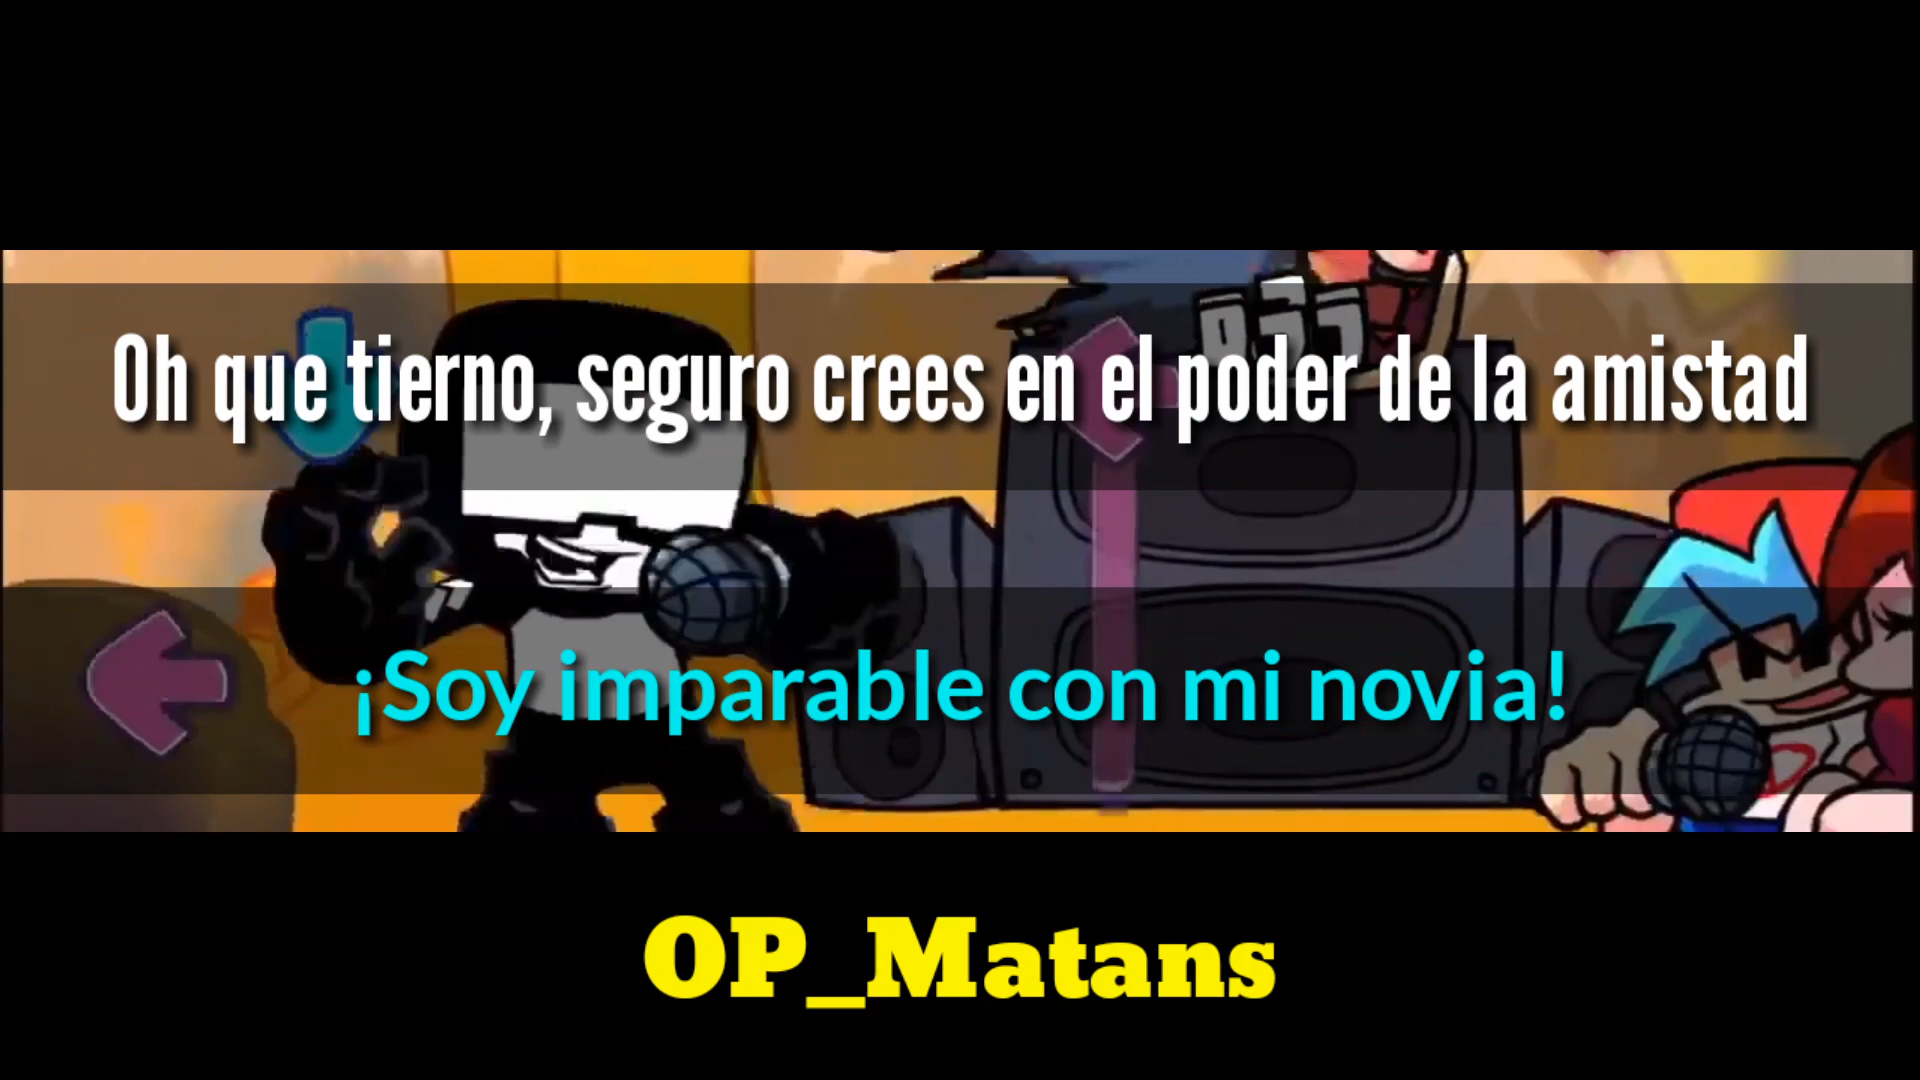 Oh que tierno, seguro crees en el poder de la amistad
¡Soy imparable con mi novia!
OP_Matans